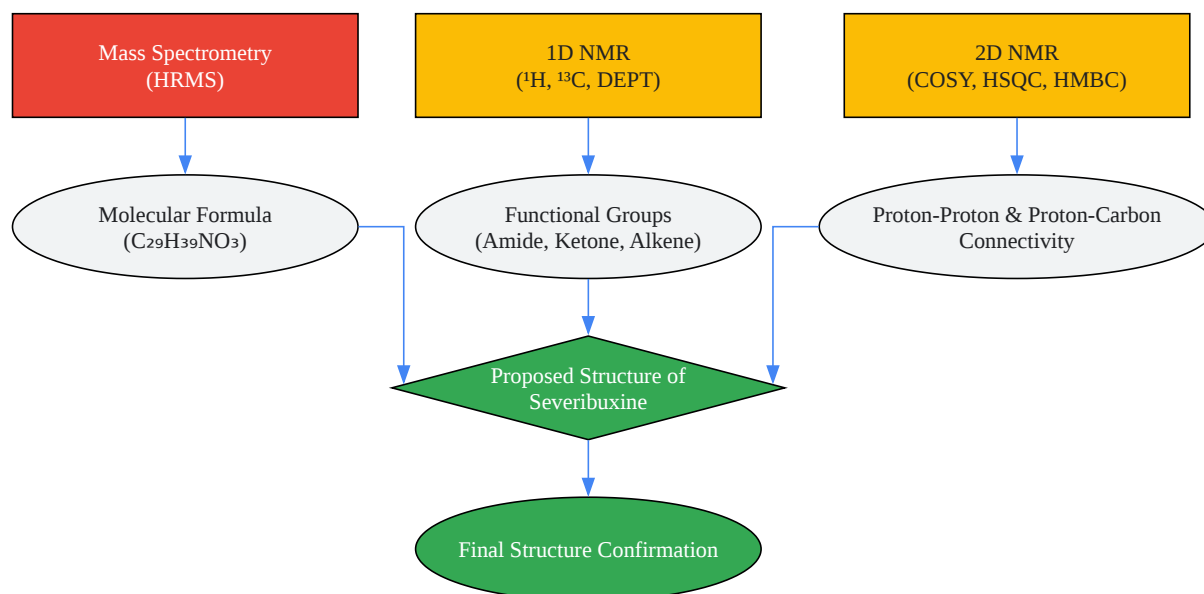 Mass Spectrometry
(HRMS)
1D NMR
(¹H, ¹³C, DEPT)
2D NMR
(COSY, HSQC, HMBC)
Molecular Formula
(C₂₉H₃₉NO₃)
Functional Groups
(Amide, Ketone, Alkene)
Proton-Proton & Proton-Carbon
Connectivity
Proposed Structure of
Severibuxine
Final Structure Confirmation